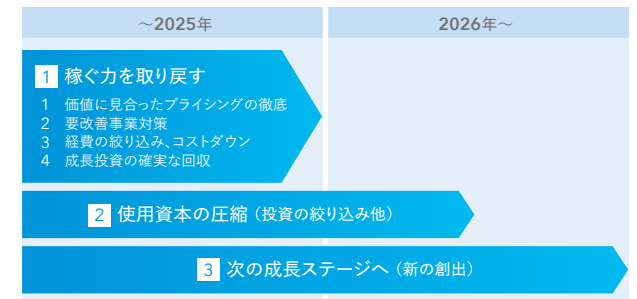 ～2025年
2026年～
1 稼ぐ力を取り戻す
1 価値に見合ったプライシングの徹底
2 要改善事業対策
3 経費の絞り込み、コストダウン
4 成長投資の確実な回収
2 使用資本の圧縮（投資の絞り込み他）
3 次の成長ステージへ（新の創出）